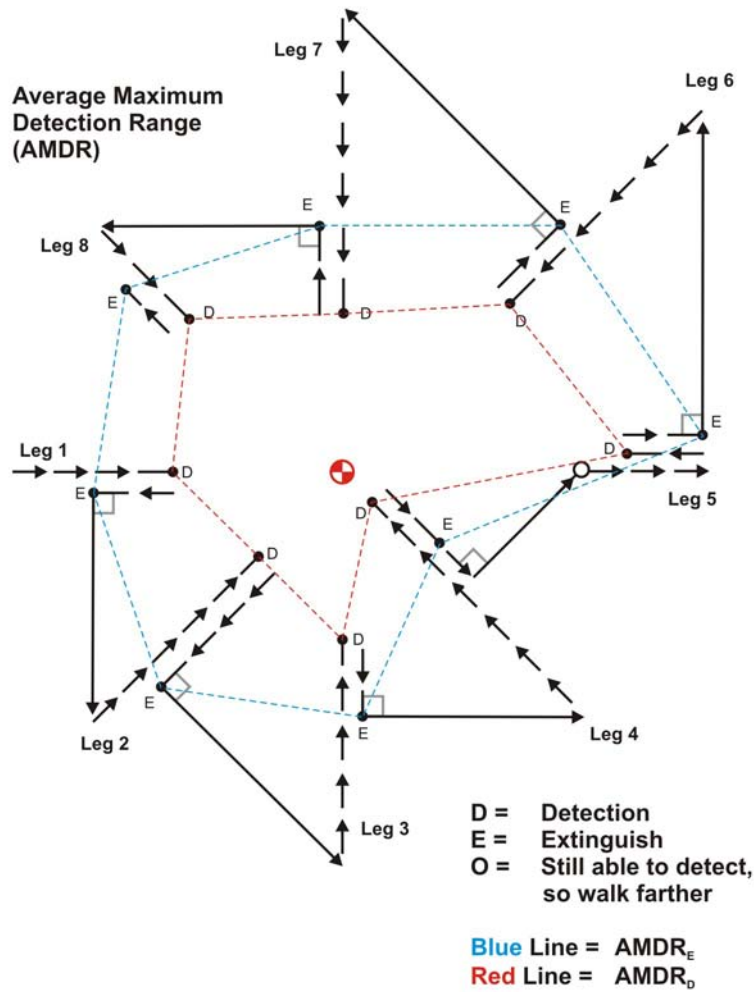 Leg 7
Leg 6
Average Maximum
Detection Range
(AMDR)
E
E
Leg 8
E
D
D
D
E
Leg 1
D
D
E
Leg 5
D
E
D
D
E
E
Leg 2
Leg 4
Leg 3
D = Detection
E = Extinguish
O = Still able to detect,
so walk farther
Blue Line = AMDRE
Red Line = AMDRD